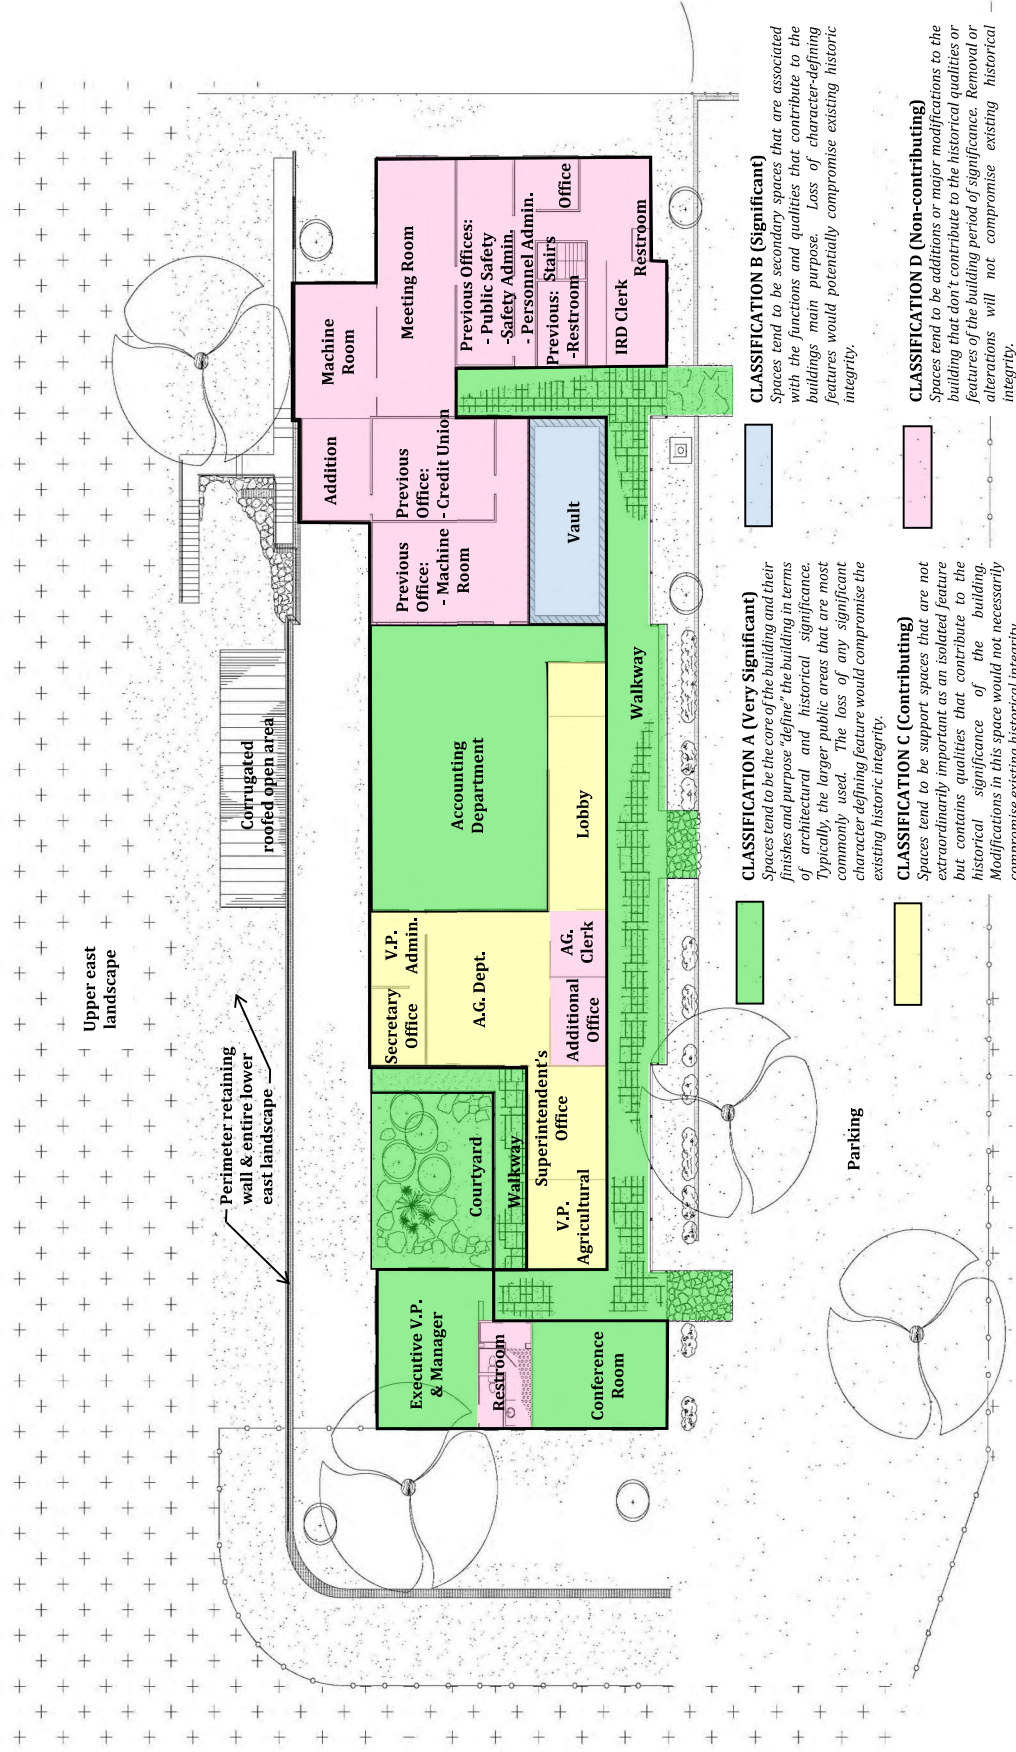 Upper east
landscape
Perimeter retaining
wall & entire lower
east landscape
Corrugated
roofed open area
Executive V.P.
& Manager
Restroom
Conference
Room
Courtyard
Walkway
V.P.
Agricultural
Superintendent's
Office
Secretary
Office
V.P.
Admin.
A.G. Dept.
Additional
Office
AG.
Clerk
Accounting
Department
Lobby
Walkway
Previous
Office:
- Machine
Room
Previous
Office:
- Credit Union
Addition
Vault
Machine
Room
Meeting Room
Previous Offices:
- Public Safety
-Safety Admin.
- Personnel Admin.
Previous:
-Restroom
Stairs
Office
IRD Clerk
Restroom
Parking
CLASSIFICATION A (Very Significant)
Spaces tend to be the core of the building and their
finishes and purpose "define" the building in terms
of architectural and historical significance.
Typically, the larger public areas that are most
commonly used. The loss of any significant
character defining feature would compromise the
existing historic integrity.
CLASSIFICATION B (Significant)
Spaces tend to be secondary spaces that are associated
with the functions and qualities that contribute to the
buildings main purpose. Loss of character-defining
features would potentially compromise existing historic
integrity.
CLASSIFICATION C (Contributing)
Spaces tend to be support spaces that are not
extraordinarily important as an isolated feature
but contains qualities that contribute to the
historical significance of the building.
Modifications in this space would not necessarily
compromise existing historical integrity.
CLASSIFICATION D (Non-contributing)
Spaces tend to be additions or major modifications to the
building that don't contribute to the historical qualities or
features of the building period of significance. Removal or
alterations will not compromise existing historical
integrity.